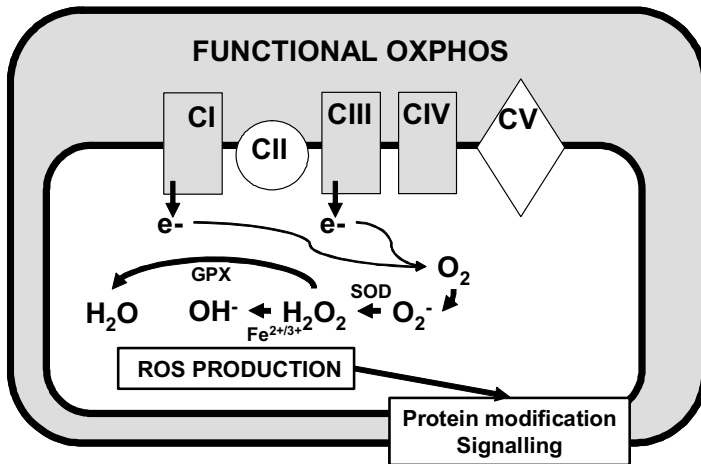 FUNCTIONAL OXPHOS
CI
CII
CIII
CIV
CV
e-
e-
O₂
GPX
SOD
H₂O
OH⁻
H₂O₂
O₂⁻
Fe²⁺/³⁺
ROS PRODUCTION
Protein modification
Signalling